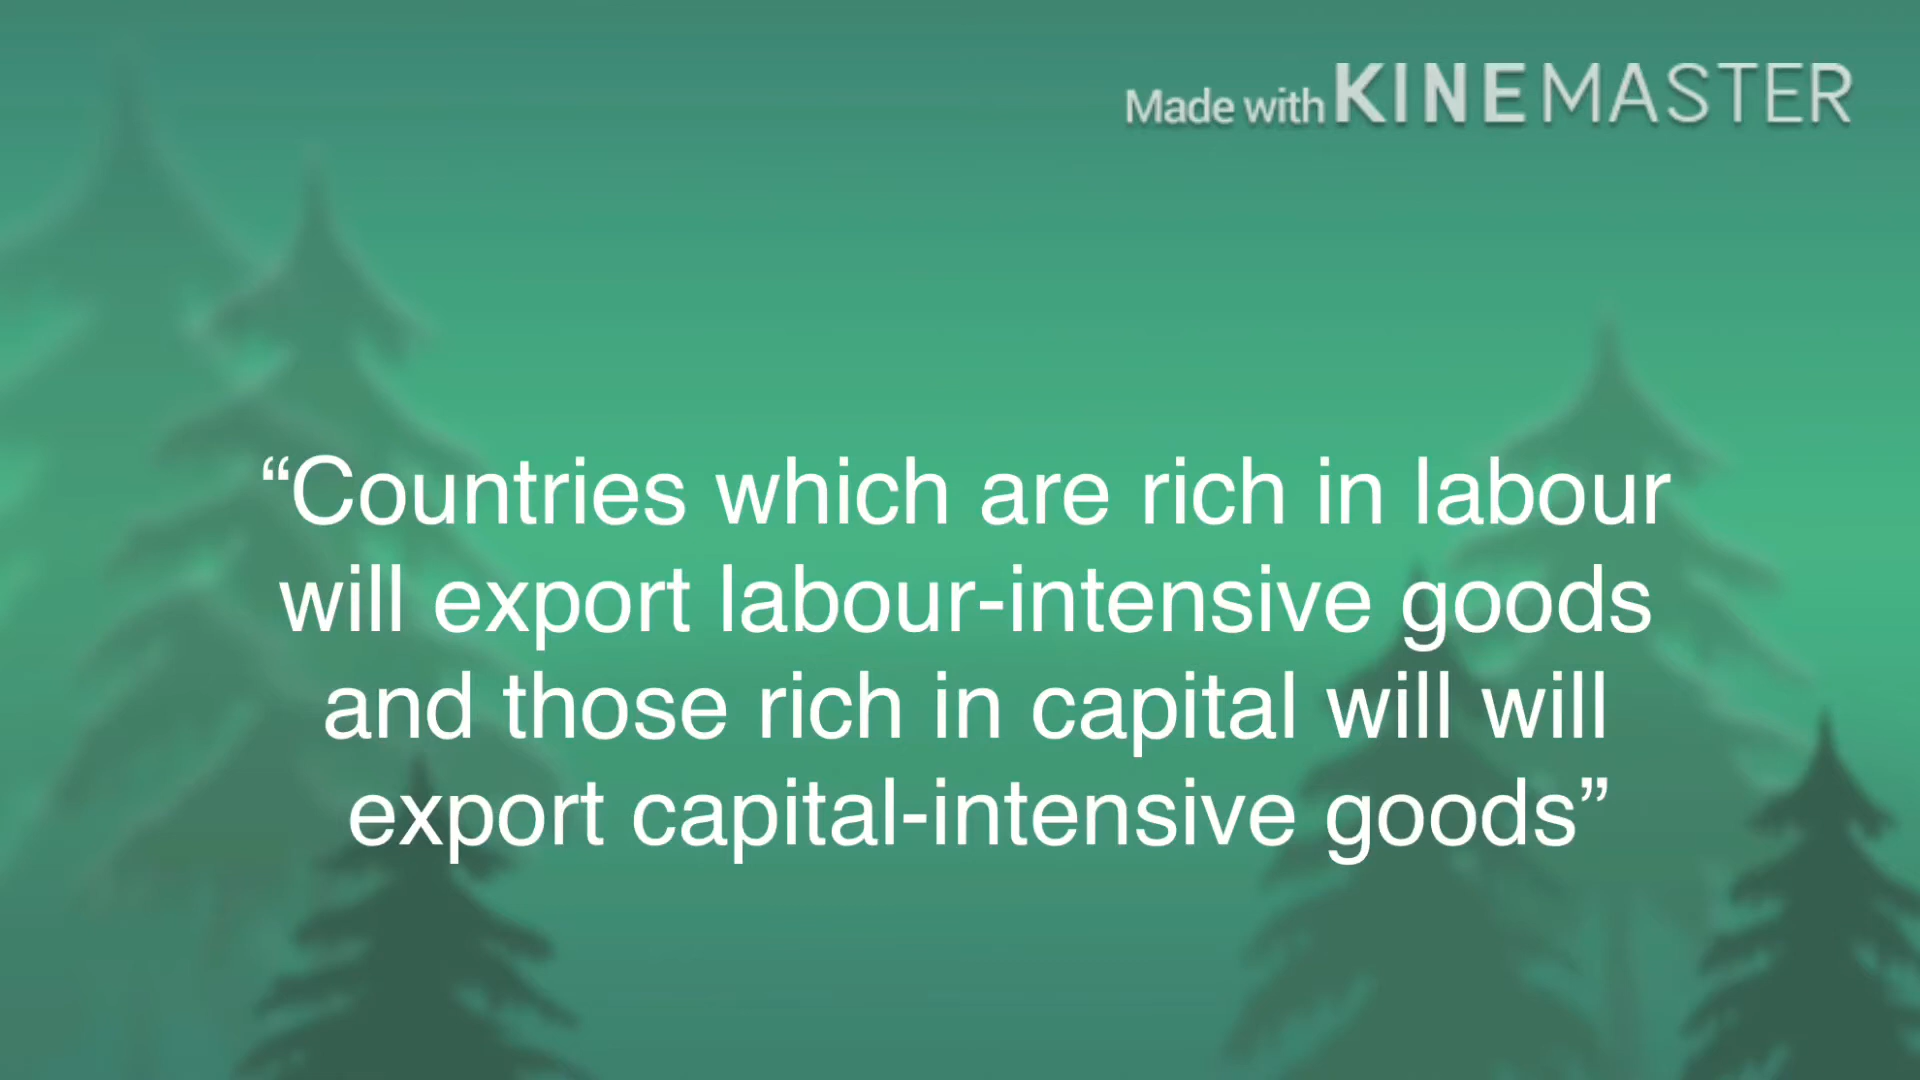 Made with KINEMASTER
“Countries which are rich in labour
will export labour-intensive goods
and those rich in capital will will
export capital-intensive goods”